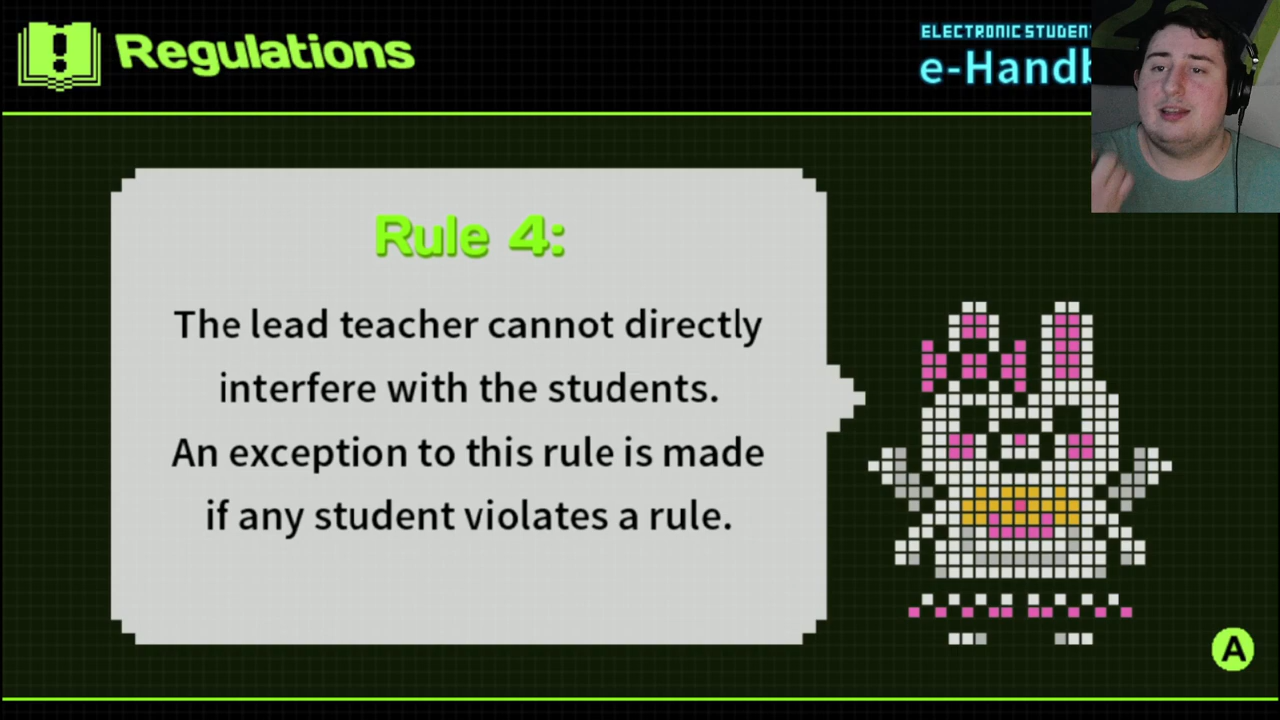 Regulations
ELECTRONIC STUDENT
e-Hand
Rule 4:
The lead teacher cannot directly
interfere with the students.
An exception to this rule is made
if any student violates a rule.
A